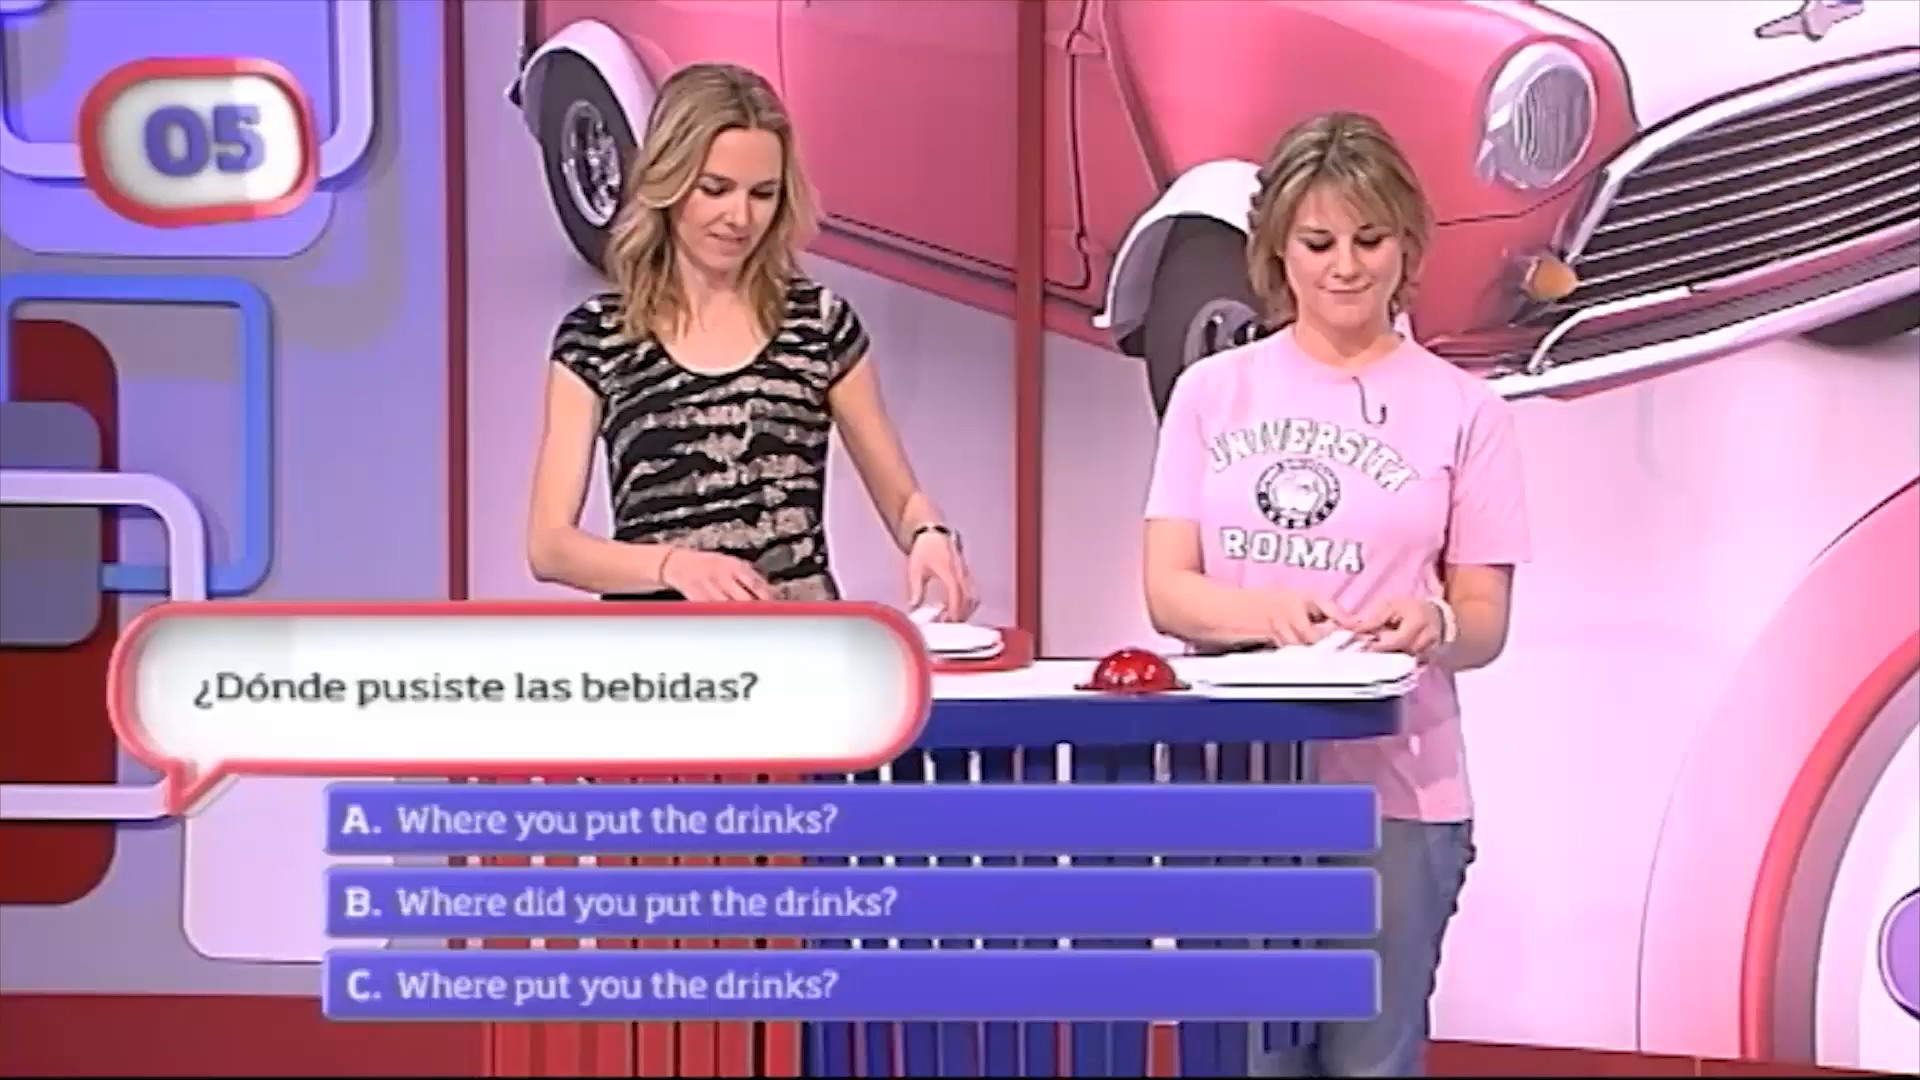 05
UNIVERSITA
ROMA
¿Dónde pusiste las bebidas?
A. Where you put the drinks?
B. Where did you put the drinks?
C. Where put you the drinks?